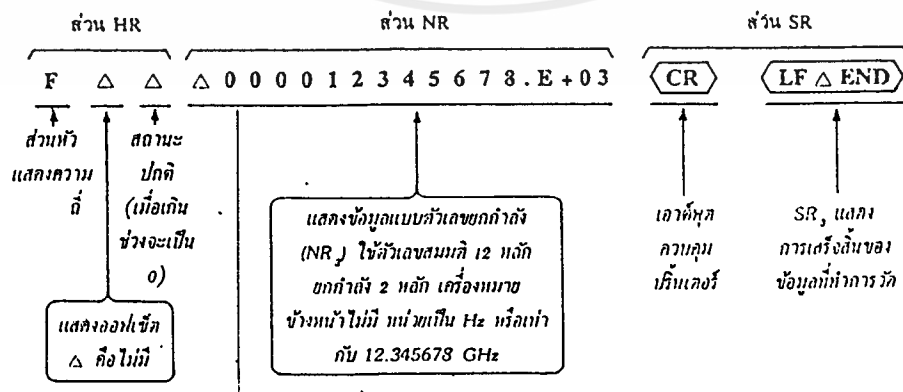 ส่วน HR ส่วน NR ส่วน SR
F △ △ △ 0 0 0 0 1 2 3 4 5 6 7 8 . E + 0 3 CR LF △ END
ส่วนหัว
แสดงความ
ถี่
สถานะ
ปกติ
(เมื่อเกิน
ช่วงจะเป็น
0)
แสดงออฟเซ็ต
△ คือไม่มี
แสดงข้อมูลแบบตัวเลขยกกำลัง
(NR3) ใช้ตัวเลขสมมติ 12 หลัก
ยกกำลัง 2 หลัก เครื่องหมาย
ข้างหน้าไม่มี หน่วยเป็น Hz หรือเท่า
กับ 12.345678 GHz
เอาต์พุต
ควบคุม
ปริ้นเตอร์
SR3 แสดง
การเสร็จสิ้นของ
ข้อมูลที่ทำการวัด